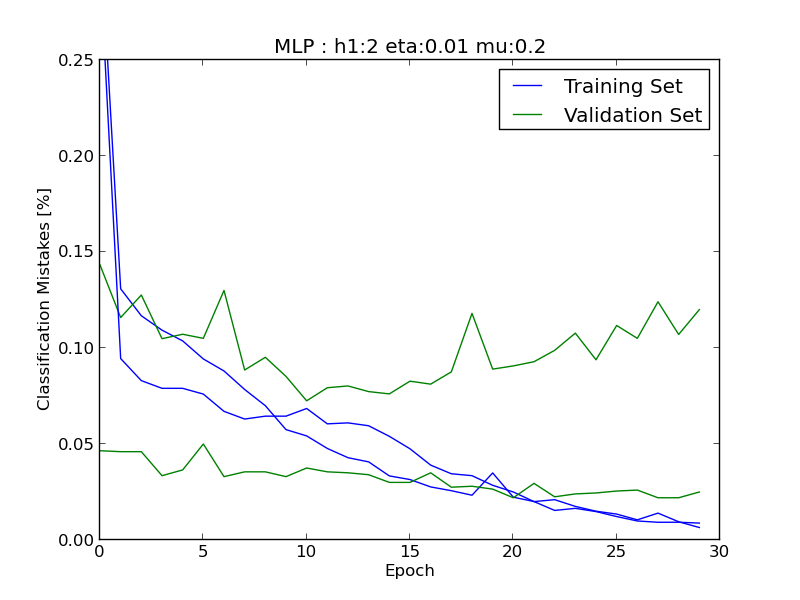 MLP : h1:2 eta:0.01 mu:0.2
Training Set
Validation Set
Classification Mistakes [%]
0.25
0.20
0.15
0.10
0.05
0.00
0 5 10 15 20 25 30
Epoch